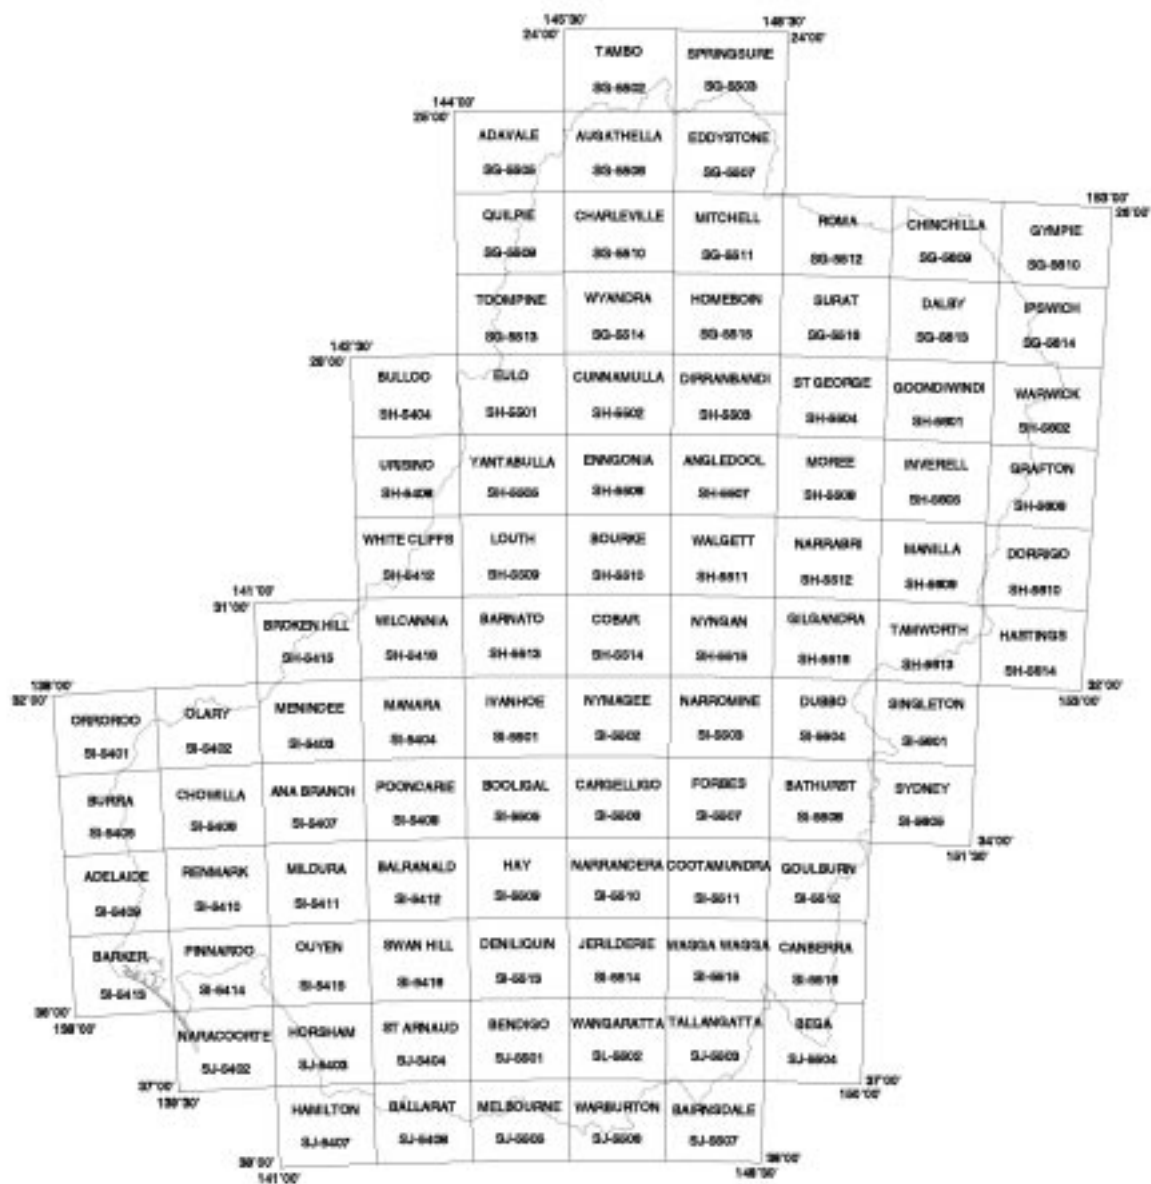 145°30' 148°30'
24°00' 24°00'
TAMBO SPRINGSURE
SG-5502 SG-5503
144°00'
25°00'
ADAVALE AUGATHELLA EDDYSTONE
SG-5505 SG-5506 SG-5507
153°00'
26°00'
QUILPIE CHARLEVILLE MITCHELL ROMA CHINCHILLA GYMPIE
SG-5509 SG-5510 SG-5511 SG-5512 SG-5609 SG-5610
TOOMPINE WYANDRA HOMEBOIN SURAT DALBY IPSWICH
SG-5513 SG-5514 SG-5515 SG-5516 SG-5613 SG-5614
142°30'
28°00'
BULLOO EULO CUNNAMULLA DIRRANBANDI ST GEORGE GOONDIWINDI WARWICK
SH-5404 SH-5501 SH-5502 SH-5503 SH-5504 SH-5601 SH-5602
URISINO YANTABULLA ENNGONIA ANGLEDOOL MOREE INVERELL GRAFTON
SH-5408 SH-5505 SH-5506 SH-5507 SH-5508 SH-5605 SH-5606
WHITE CLIFFS LOUTH BOURKE WALGETT NARRABRI MANILLA DORRIGO
SH-5412 SH-5509 SH-5510 SH-5511 SH-5512 SH-5609 SH-5610
141°00'
31°00'
BROKEN HILL WILCANNIA BARNATO COBAR NYNGAN GILGANDRA TAMWORTH HASTINGS
SH-5415 SH-5416 SH-5513 SH-5514 SH-5515 SH-5516 SH-5613 SH-5614
138°00' 32°00'
32°00' 153°00'
ORROROO OLARY MENINDEE MANARA IVANHOE NYMAGEE NARROMINE DUBBO SINGLETON
SI-5401 SI-5402 SI-5403 SI-5404 SI-5501 SI-5502 SI-5503 SI-5504 SI-5601
BURRA CHOWILLA ANA BRANCH POONCARIE BOOLIGAL CARGELLIGO FORBES BATHURST SYDNEY
SI-5405 SI-5406 SI-5407 SI-5408 SI-5505 SI-5506 SI-5507 SI-5508 SI-5605
34°00'
151°30'
ADELAIDE RENMARK MILDURA BALRANALD HAY NARRANDERA COOTAMUNDRA GOULBURN
SI-5409 SI-5410 SI-5411 SI-5412 SI-5509 SI-5510 SI-5511 SI-5512
BARKER PINNAROO OUYEN SWAN HILL DENILIQUIN JERILDERIE WAGGA WAGGA CANBERRA
SI-5413 SI-5414 SI-5415 SI-5416 SI-5513 SI-5514 SI-5515 SI-5516
36°00'
138°00'
NARACOORTE HORSHAM ST ARNAUD BENDIGO WANGARATTA TALLANGATTA BEGA
SJ-5402 SJ-5403 SJ-5404 SJ-5501 SL-5502 SJ-5503 SJ-5504
37°00' 37°00'
139°30' 150°00'
HAMILTON BALLARAT MELBOURNE WARBURTON BAIRNSDALE
SJ-5407 SJ-5408 SJ-5505 SJ-5506 SJ-5507
38°00' 38°00'
141°00' 148°30'